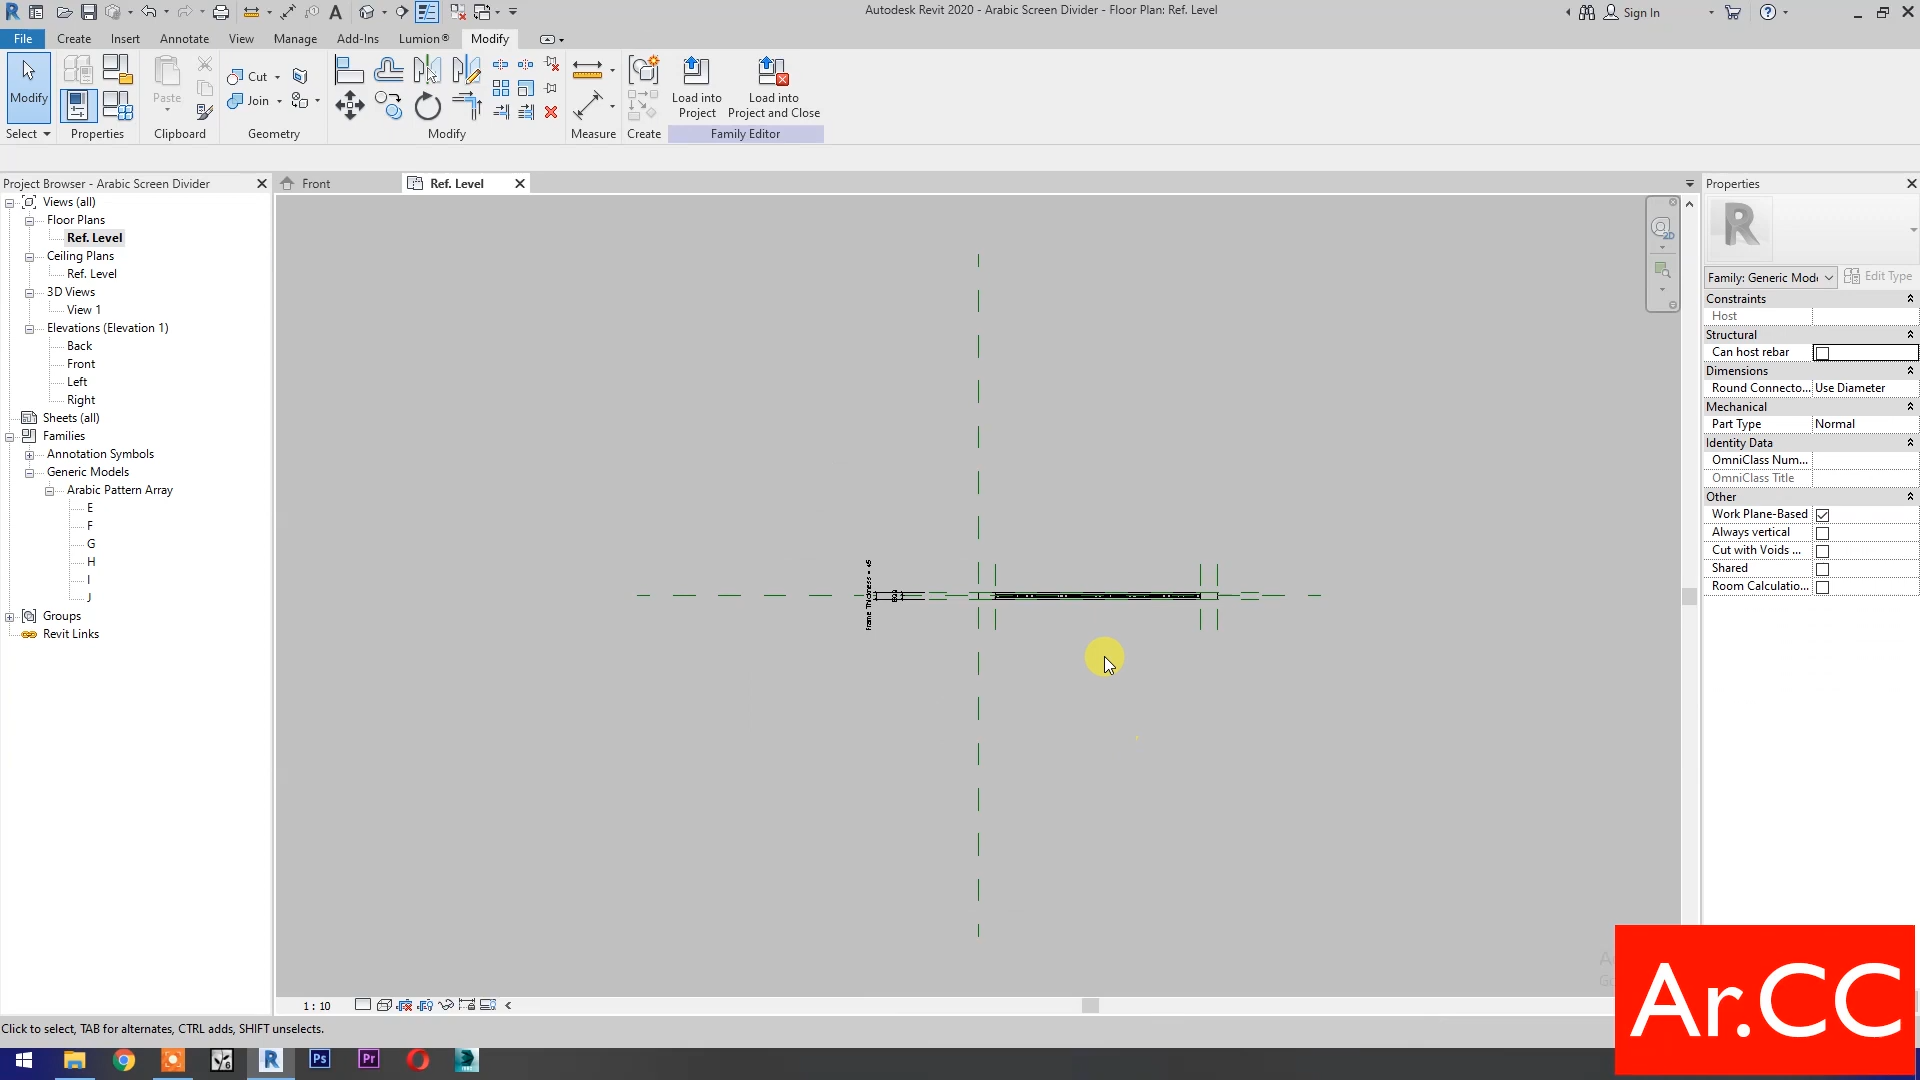 Autodesk Revit 2020 - Arabic Screen Divider - Floor Plan: Ref. Level
Sign In
File
Create
Insert
Annotate
View
Manage
Add-Ins
Lumion®
Modify
Modify
Paste
Cut
Join
Load into
Project
Load into
Project and Close
Select
Properties
Clipboard
Geometry
Modify
Measure
Create
Family Editor
Project Browser - Arabic Screen Divider
Front
Ref. Level
Properties
Views (all)
Floor Plans
Ref. Level
Ceiling Plans
Ref. Level
3D Views
View 1
Elevations (Elevation 1)
Back
Front
Left
Right
Sheets (all)
Families
Annotation Symbols
Generic Models
Arabic Pattern Array
E
F
G
H
I
J
Groups
Revit Links
2D
Frame Thickness = 45
Family: Generic Mode
Edit Type
Constraints
Host
Structural
Can host rebar
Dimensions
Round Connecto... Use Diameter
Mechanical
Part Type Normal
Identity Data
OmniClass Num...
OmniClass Title
Other
Work Plane-Based
Always vertical
Cut with Voids ...
Shared
Room Calculatio...
1 : 10
Click to select, TAB for alternates, CTRL adds, SHIFT unselects.
Ps
Pr
Ar.CC